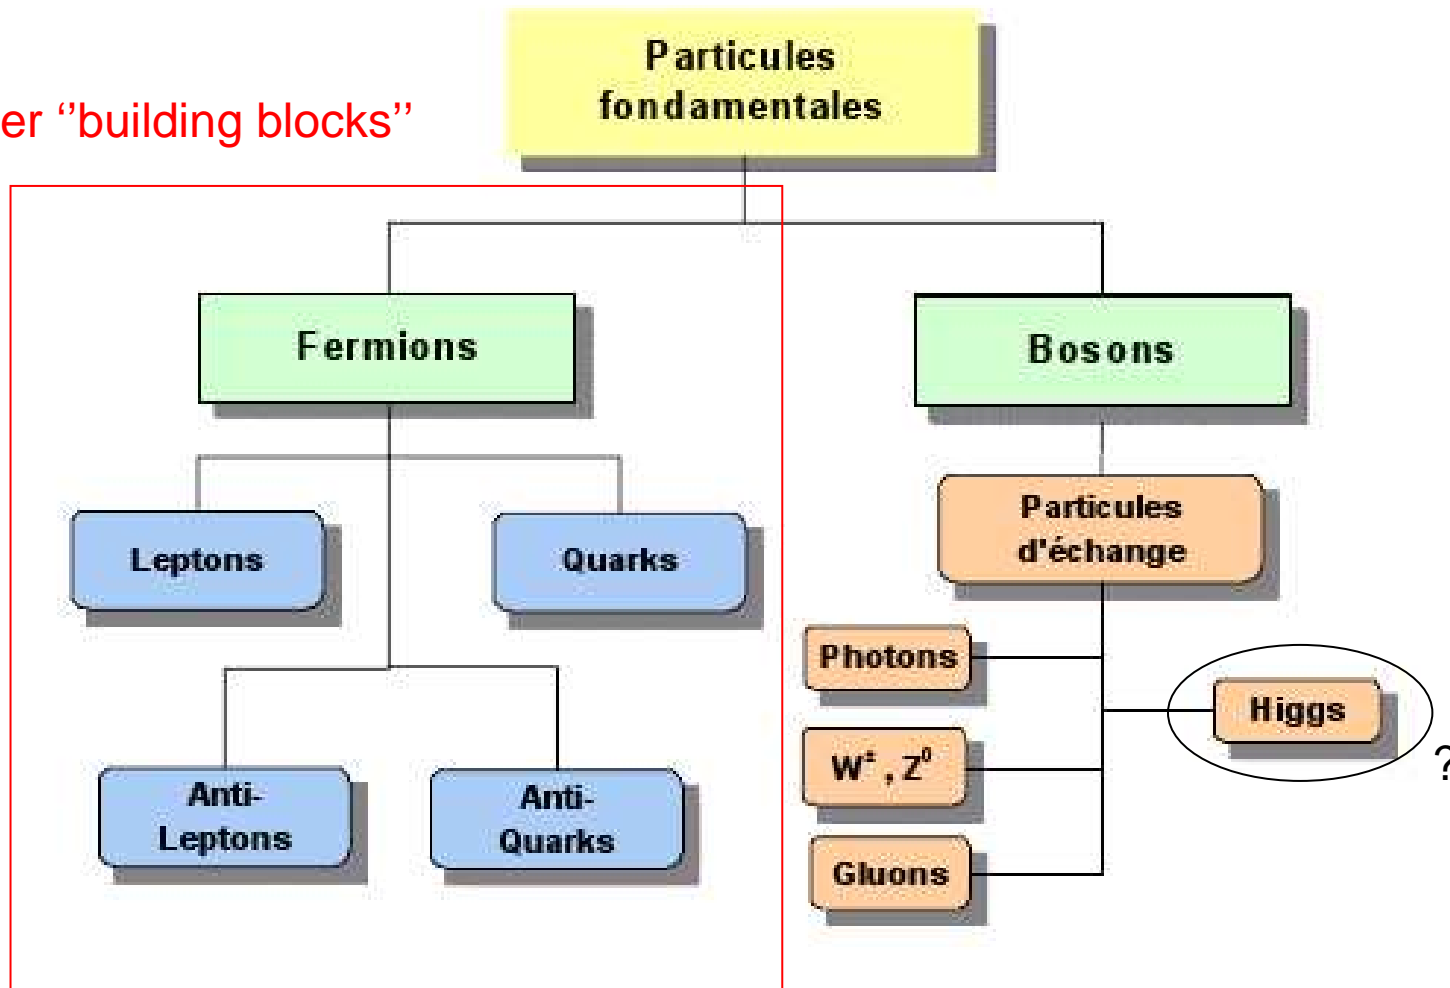 Particules
fondamentales
er ‘’building blocks’’
Fermions
Bosons
Leptons
Quarks
Particules
d'échange
Photons
Higgs
?
W± , Z⁰
Anti-
Leptons
Anti-
Quarks
Gluons